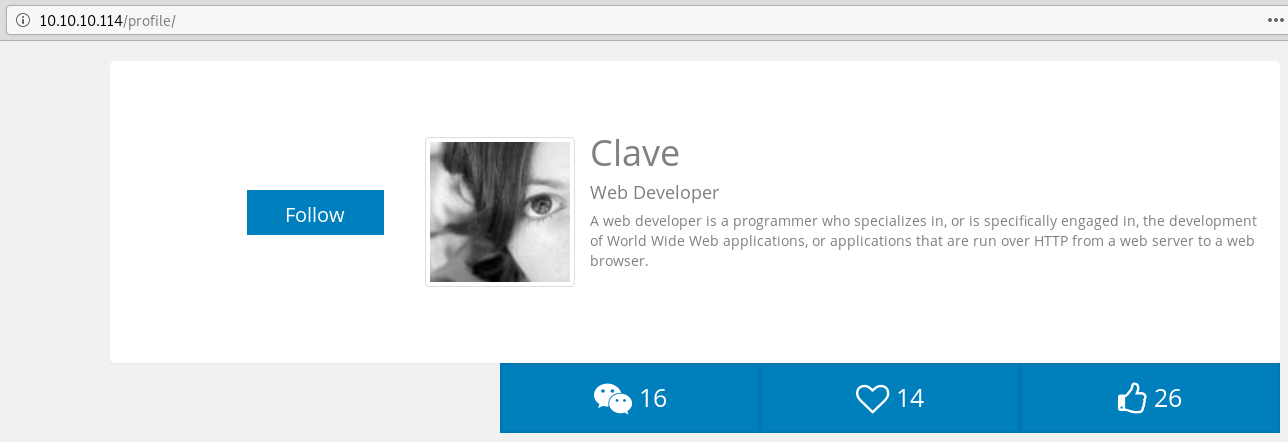 10.10.10.114/profile/
Clave
Web Developer
Follow
A web developer is a programmer who specializes in, or is specifically engaged in, the development
of World Wide Web applications, or applications that are run over HTTP from a web server to a web
browser.
16
14
26